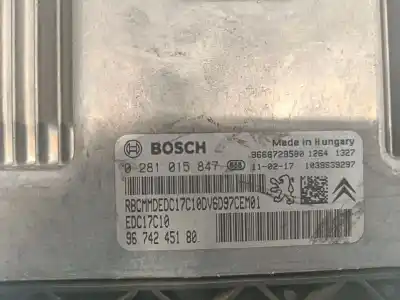 BOSCH
Made in Hungary
0 281 015 847
9666729580 1264 1327
11-02-17 1039S39297
RBCMMDEDC17C10DV6D97CEM01
EDC17C10
96 742 451 80